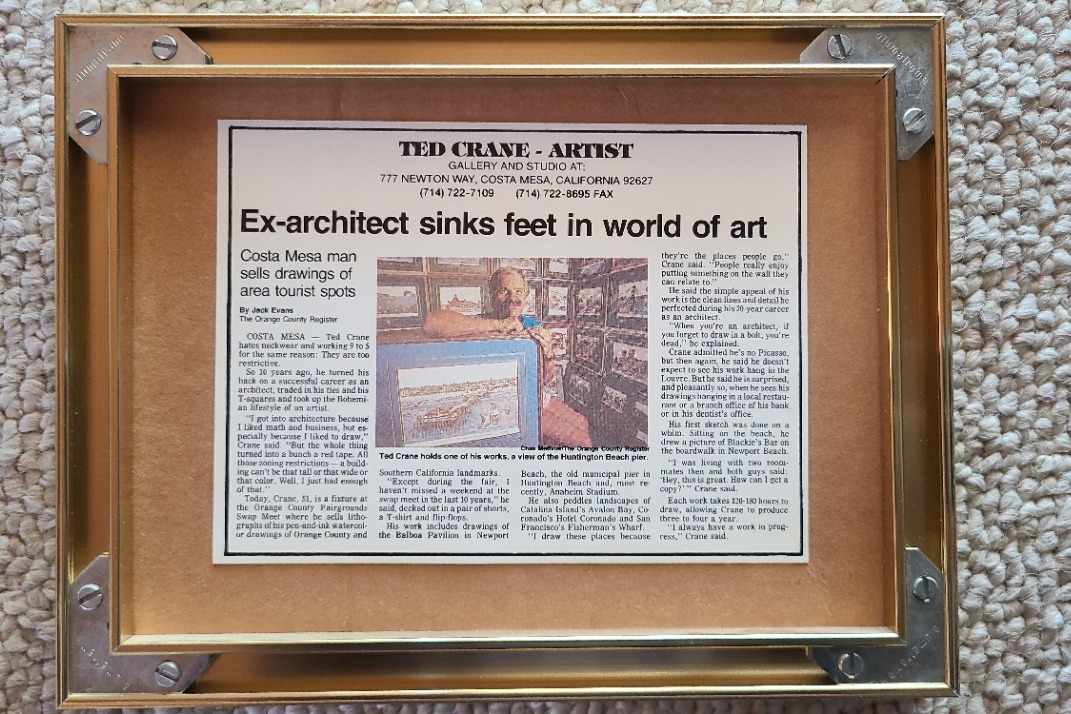 TED CRANE - ARTIST
GALLERY AND STUDIO AT:
777 NEWTON WAY, COSTA MESA, CALIFORNIA 92627
(714) 722-7109 (714) 722-8695 FAX
Ex-architect sinks feet in world of art
Costa Mesa man
sells drawings of
area tourist spots
By Jack Evans
The Orange County Register
COSTA MESA — Ted Crane
hates neckwear and working 9 to 5
for the same reason: They are too
restrictive.
So 10 years ago, he turned his
back on a successful career as an
architect, traded in his ties and his
T-squares and took up the Bohemi-
an lifestyle of an artist.
"I got into architecture because
I liked math and business, but es-
pecially because I liked to draw,"
Crane said. "But the whole thing
turned into a bunch a red tape. All
those zoning restrictions — a build-
ing can't be that tall or that wide or
that color. Well, I just had enough
of that."
Today, Crane, 51, is a fixture at
the Orange County Fairgrounds
Swap Meet where he sells litho-
graphs of his pen-and-ink watercol-
or drawings of Orange County and
The Orange County Register
Ted Crane holds one of his works, a view of the Huntington Beach pier.
Southern California landmarks.
"Except during the fair, I
haven't missed a weekend at the
swap meet in the last 10 years," he
said, decked out in a pair of shorts,
a T-shirt and flip-flops.
His work includes drawings of
the Balboa Pavilion in Newport
Beach, the old municipal pier in
Huntington Beach and, most re-
cently, Anaheim Stadium.
He also peddles landscapes of
Catalina Island's Avalon Bay, Co-
ronado's Hotel Coronado and San
Francisco's Fisherman's Wharf.
"I draw these places because
they're the places people go,"
Crane said. "People really enjoy
putting something on the wall they
can relate to."
He said the simple appeal of his
work is the clean lines and detail he
perfected during his 20-year career
as an architect.
"When you're an architect, if
you forget to draw in a bolt, you're
dead," he explained.
Crane admitted he's no Picasso,
but then again, he said he doesn't
expect to see his work hang in the
Louvre. But he said he is surprised,
and pleasantly so, when he sees his
drawings hanging in a local restau-
rant or a branch office of his bank
or in his dentist's office.
His first sketch was done on a
whim. Sitting on the beach, he
drew a picture of Blackie's Bar on
the boardwalk in Newport Beach.
"I was living with two room-
mates then and both guys said:
'Hey, this is great. How can I get a
copy?' " Crane said.
Each work takes 120-180 hours to
draw, allowing Crane to produce
three to four a year.
"I always have a work in prog-
ress," Crane said.